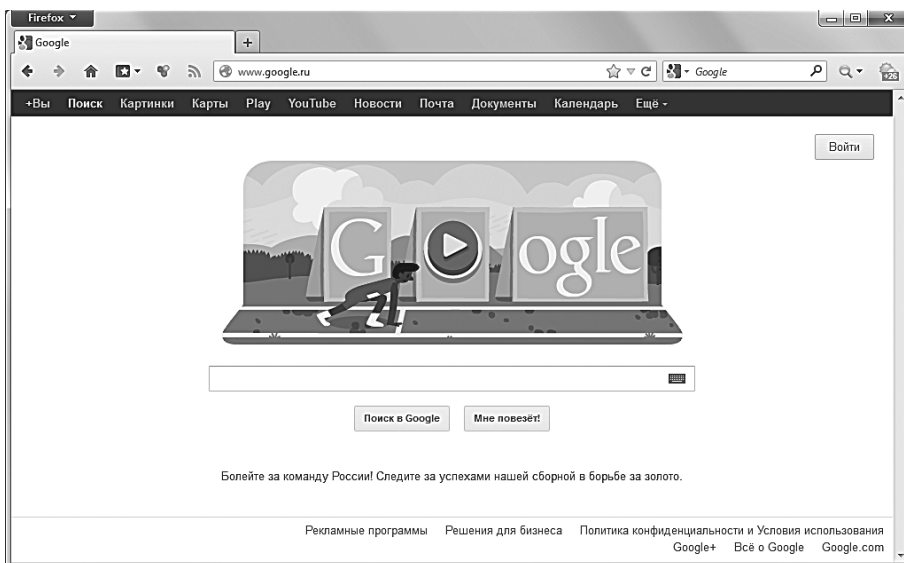 Firefox
Google
www.google.ru Google +26
+Вы Поиск Картинки Карты Play YouTube Новости Почта Документы Календарь Ещё
Войти
G ogle
Поиск в Google Мне повезёт!
Болейте за команду России! Следите за успехами нашей сборной в борьбе за золото.
Рекламные программы Решения для бизнеса Политика конфиденциальности и Условия использования
Google+ Всё о Google Google.com